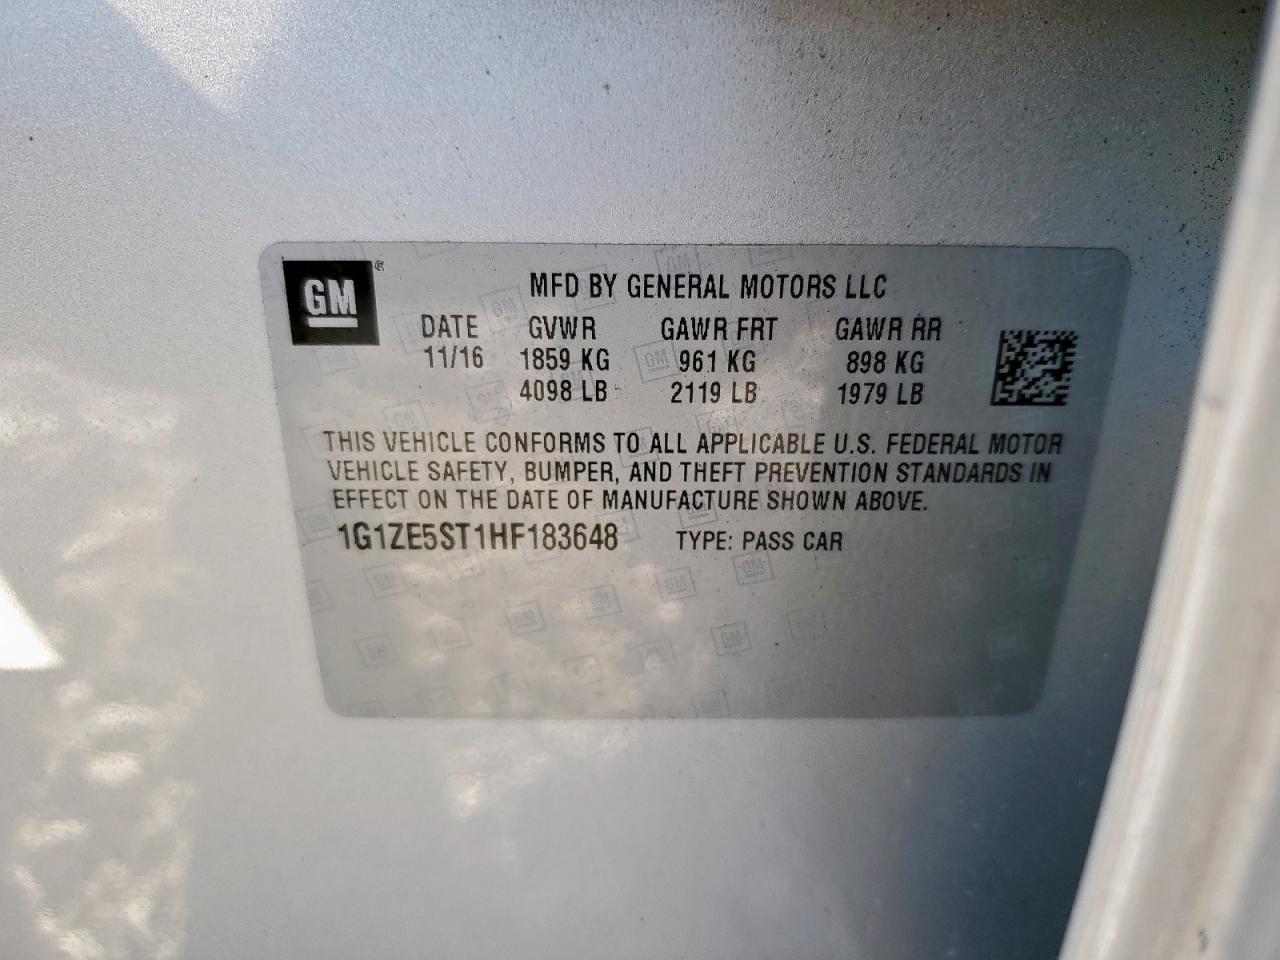 GM
MFD BY GENERAL MOTORS LLC
DATE GVWR GAWR FRT GAWR RR
11/16 1859 KG 961 KG 898 KG
4098 LB 2119 LB 1979 LB
THIS VEHICLE CONFORMS TO ALL APPLICABLE U.S. FEDERAL MOTOR
VEHICLE SAFETY, BUMPER, AND THEFT PREVENTION STANDARDS IN
EFFECT ON THE DATE OF MANUFACTURE SHOWN ABOVE.
1G1ZE5ST1HF183648 TYPE: PASS CAR